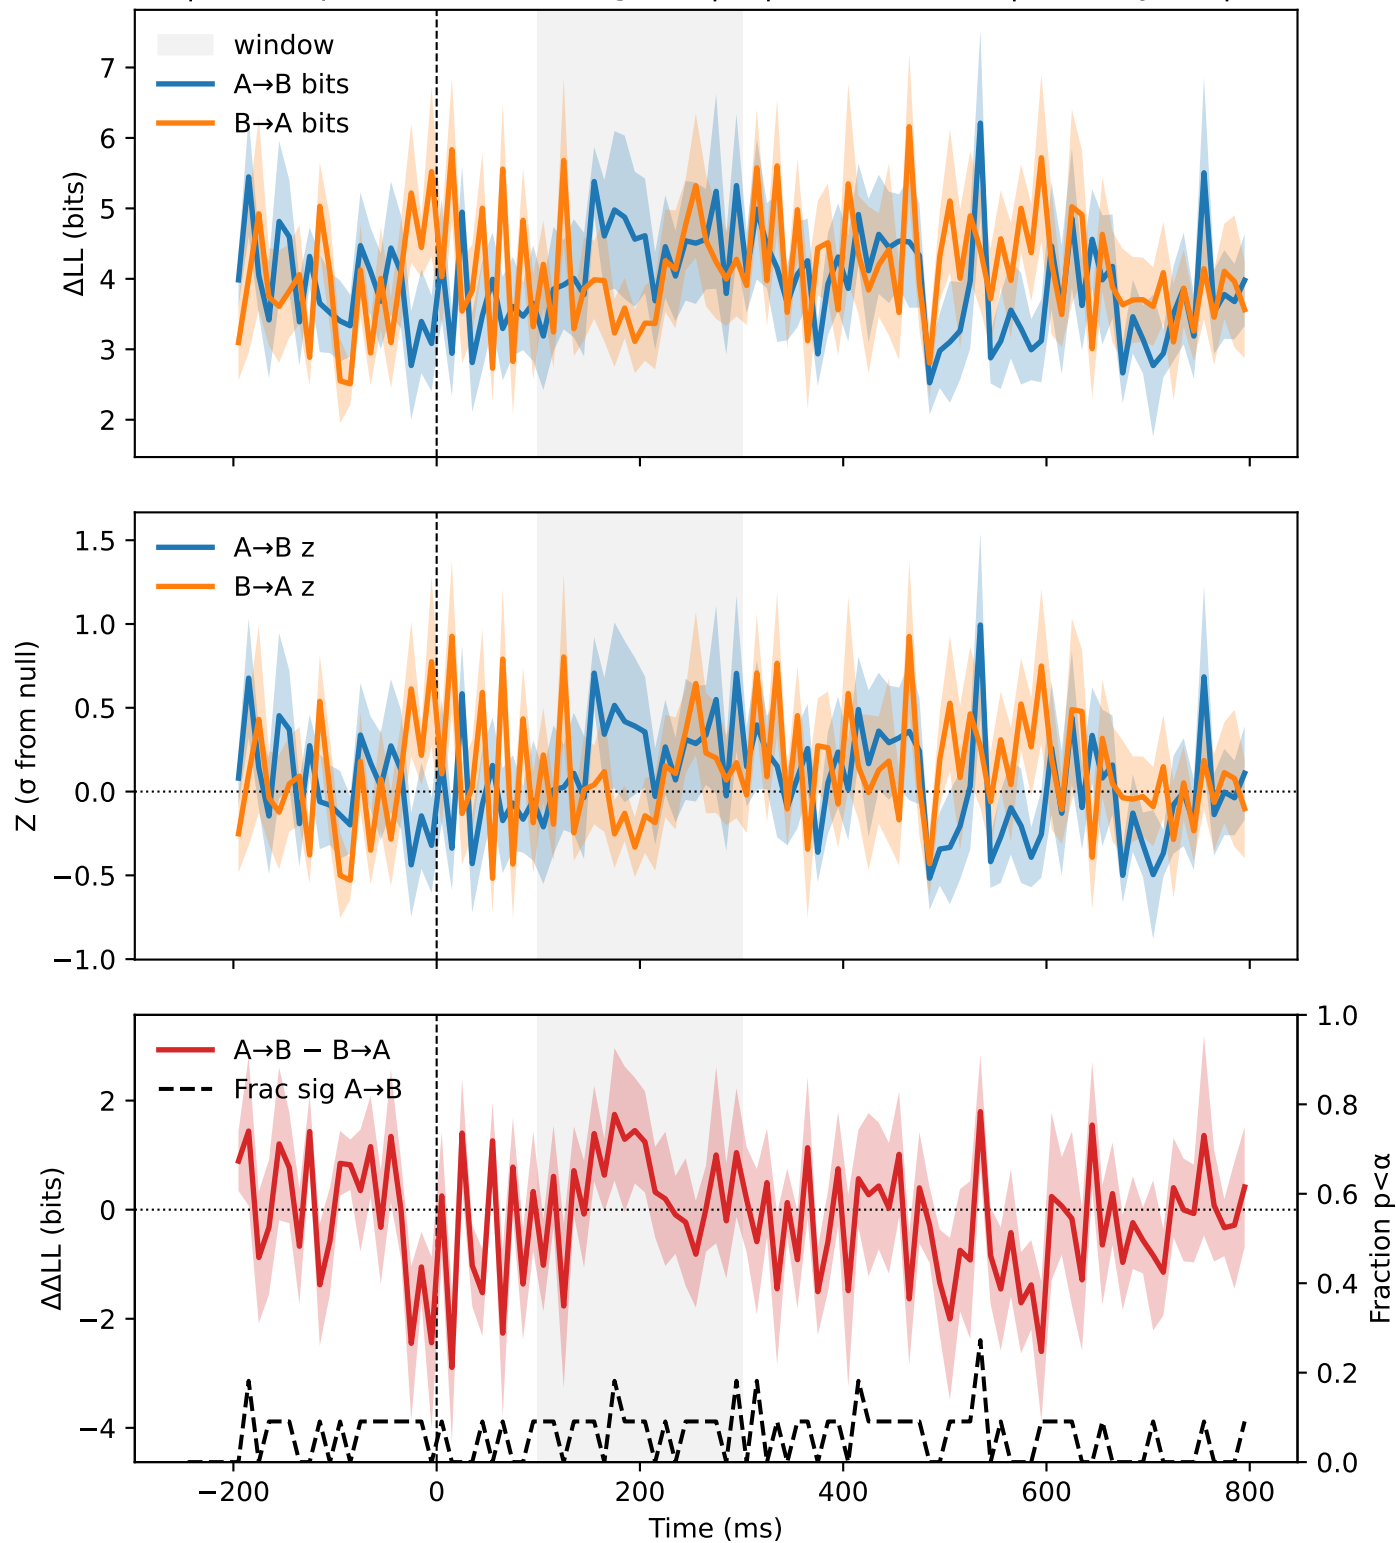 window
A→B bits
B→A bits
7
6
5
4
3
2
ΔLL (bits)
A→B z
B→A z
1.5
1.0
0.5
0.0
−0.5
−1.0
Z (σ from null)
A→B − B→A
Frac sig A→B
2
0
−2
−4
ΔΔLL (bits)
1.0
0.8
0.6
0.4
0.2
0.0
Fraction p<α
−200 0 200 400 600 800
Time (ms)